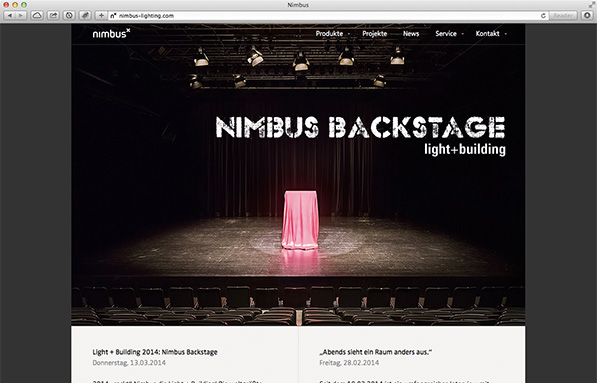 Nimbus
nimbus-lighting.com
Reader
nimbus
Produkte
Projekte
News
Service
Kontakt
NIMBUS BACKSTAGE
light+building
Light + Building 2014: Nimbus Backstage
Donnerstag, 13.03.2014
„Abends sieht ein Raum anders aus.“
Freitag, 28.02.2014